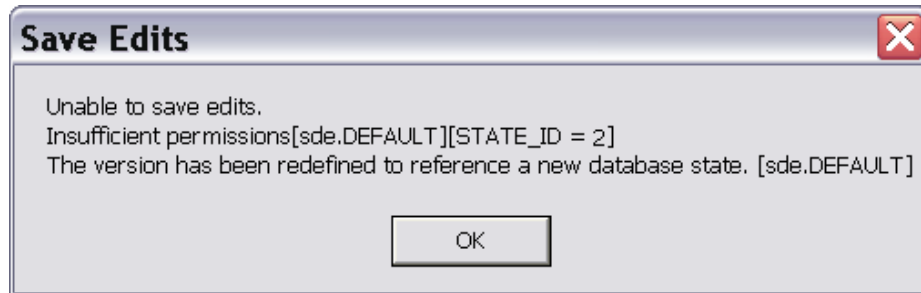 Save Edits
Unable to save edits.
Insufficient permissions[sde.DEFAULT][STATE_ID = 2]
The version has been redefined to reference a new database state. [sde.DEFAULT]
OK